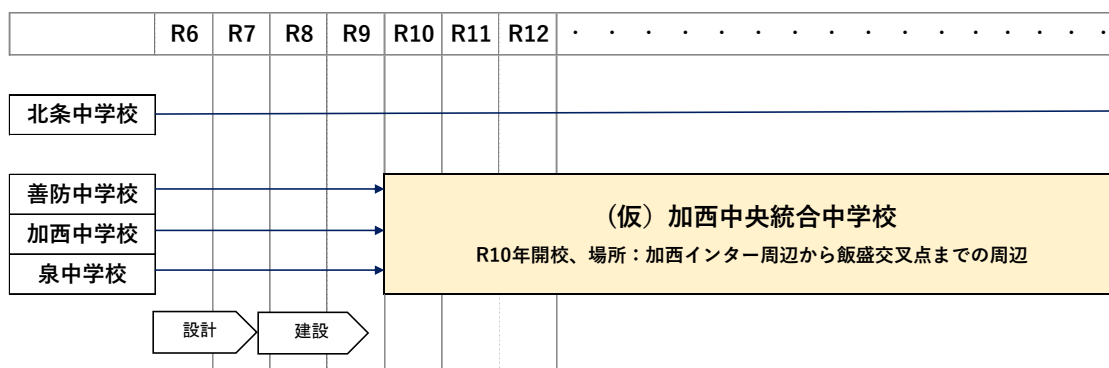 R6 R7 R8 R9 R10 R11 R12 ・ ・ ・ ・ ・ ・ ・ ・ ・ ・ ・ ・ ・ ・ ・
北条中学校
善防中学校
加西中学校
泉中学校
（仮）加西中央統合中学校
R10年開校、場所：加西インター周辺から飯盛交叉点までの周辺
設計
建設